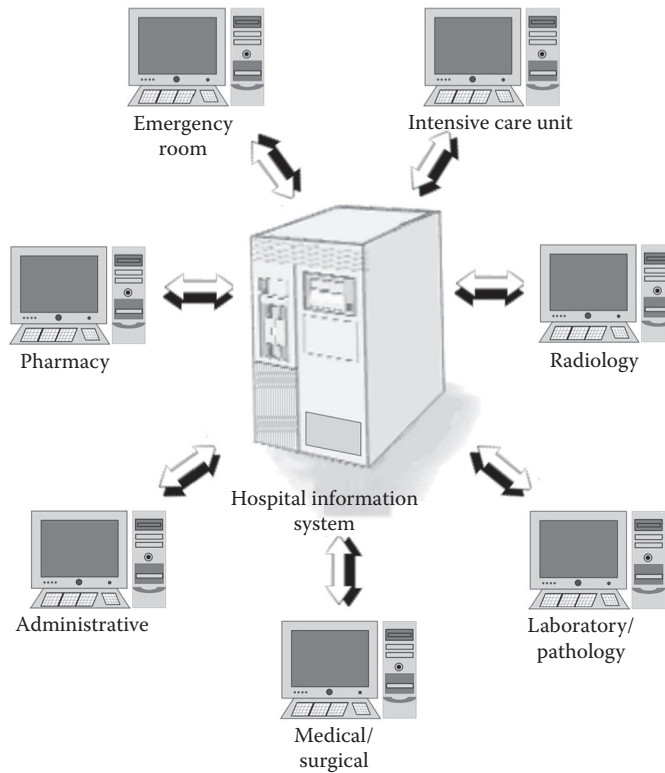 Emergency
room
Intensive care unit
Pharmacy
Radiology
Hospital information
system
Administrative
Laboratory/
pathology
Medical/
surgical